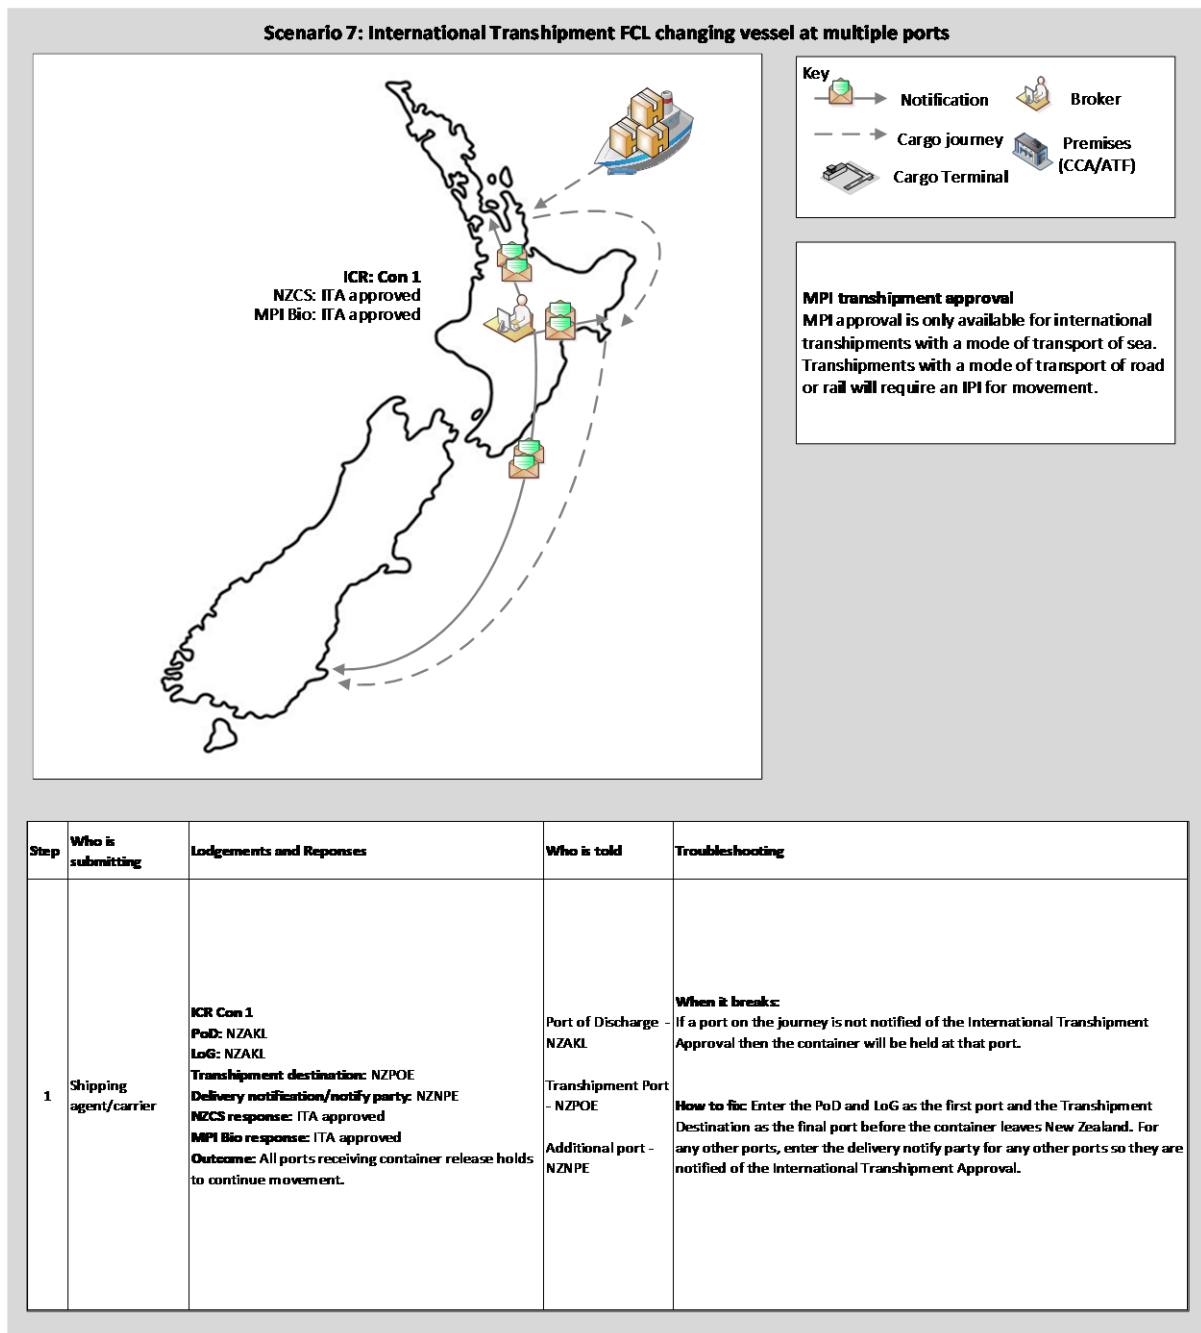 Scenario 7: International Transhipment FCL changing vessel at multiple ports
Key
Notification
Broker
Cargo journey
Premises
(CCA/ATF)
Cargo Terminal
ICR: Con 1
NZCS: ITA approved
MPI Bio: ITA approved
MPI transhipment approval
MPI approval is only available for international
transhipments with a mode of transport of sea.
Transhipments with a mode of transport of road
or rail will require an IPI for movement.
Step
Who is
submitting
Lodgements and Reponses
Who is told
Troubleshooting
1
Shipping
agent/carrier
ICR Con 1
PoD: NZAKL
LoG: NZAKL
Transhipment destination: NZPOE
Delivery notification/notify party: NZNPE
NZCS response: ITA approved
MPI Bio response: ITA approved
Outcome: All ports receiving container release holds
to continue movement.
Port of Discharge -
NZAKL
Transhipment Port
- NZPOE
Additional port -
NZNPE
When it breaks:
If a port on the journey is not notified of the International Transhipment
Approval then the container will be held at that port.
How to fix: Enter the PoD and LoG as the first port and the Transhipment
Destination as the final port before the container leaves New Zealand. For
any other ports, enter the delivery notify party for any other ports so they are
notified of the International Transhipment Approval.